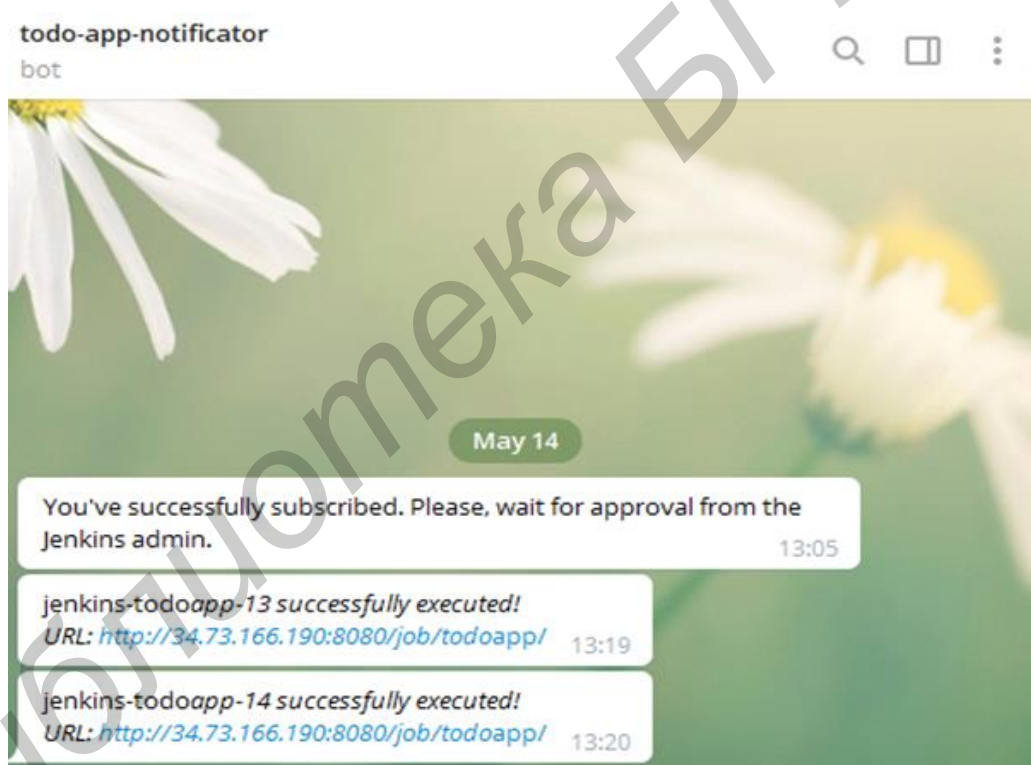 todo-app-notificator
bot
May 14
You've successfully subscribed. Please, wait for approval from the
Jenkins admin.
13:05
jenkins-todoapp-13 successfully executed!
URL: http://34.73.166.190:8080/job/todoapp/ 13:19
jenkins-todoapp-14 successfully executed!
URL: http://34.73.166.190:8080/job/todoapp/ 13:20